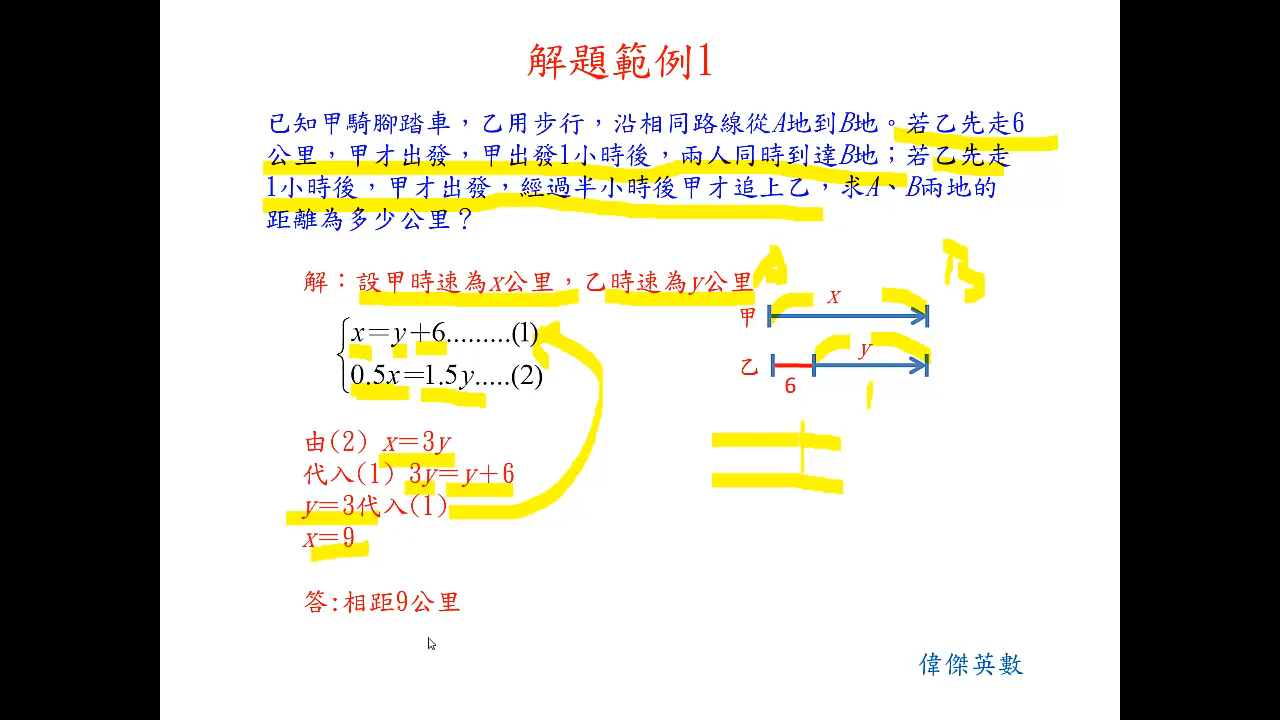 解題範例1
已知甲騎腳踏車，乙用步行，沿相同路線從A地到B地。若乙先走6
公里，甲才出發，甲出發1小時後，兩人同時到達B地；若乙先走
1小時後，甲才出發，經過半小時後甲才追上乙，求A、B兩地的
距離為多少公里？
解：設甲時速為x公里，乙時速為y公里
A
B
x
甲
y
乙
6
1
x＝y＋6.........(1)
0.5x＝1.5y.....(2)
由(2) x＝3y
代入(1) 3y＝y＋6
y＝3代入(1)
x＝9
答:相距9公里
偉傑英數